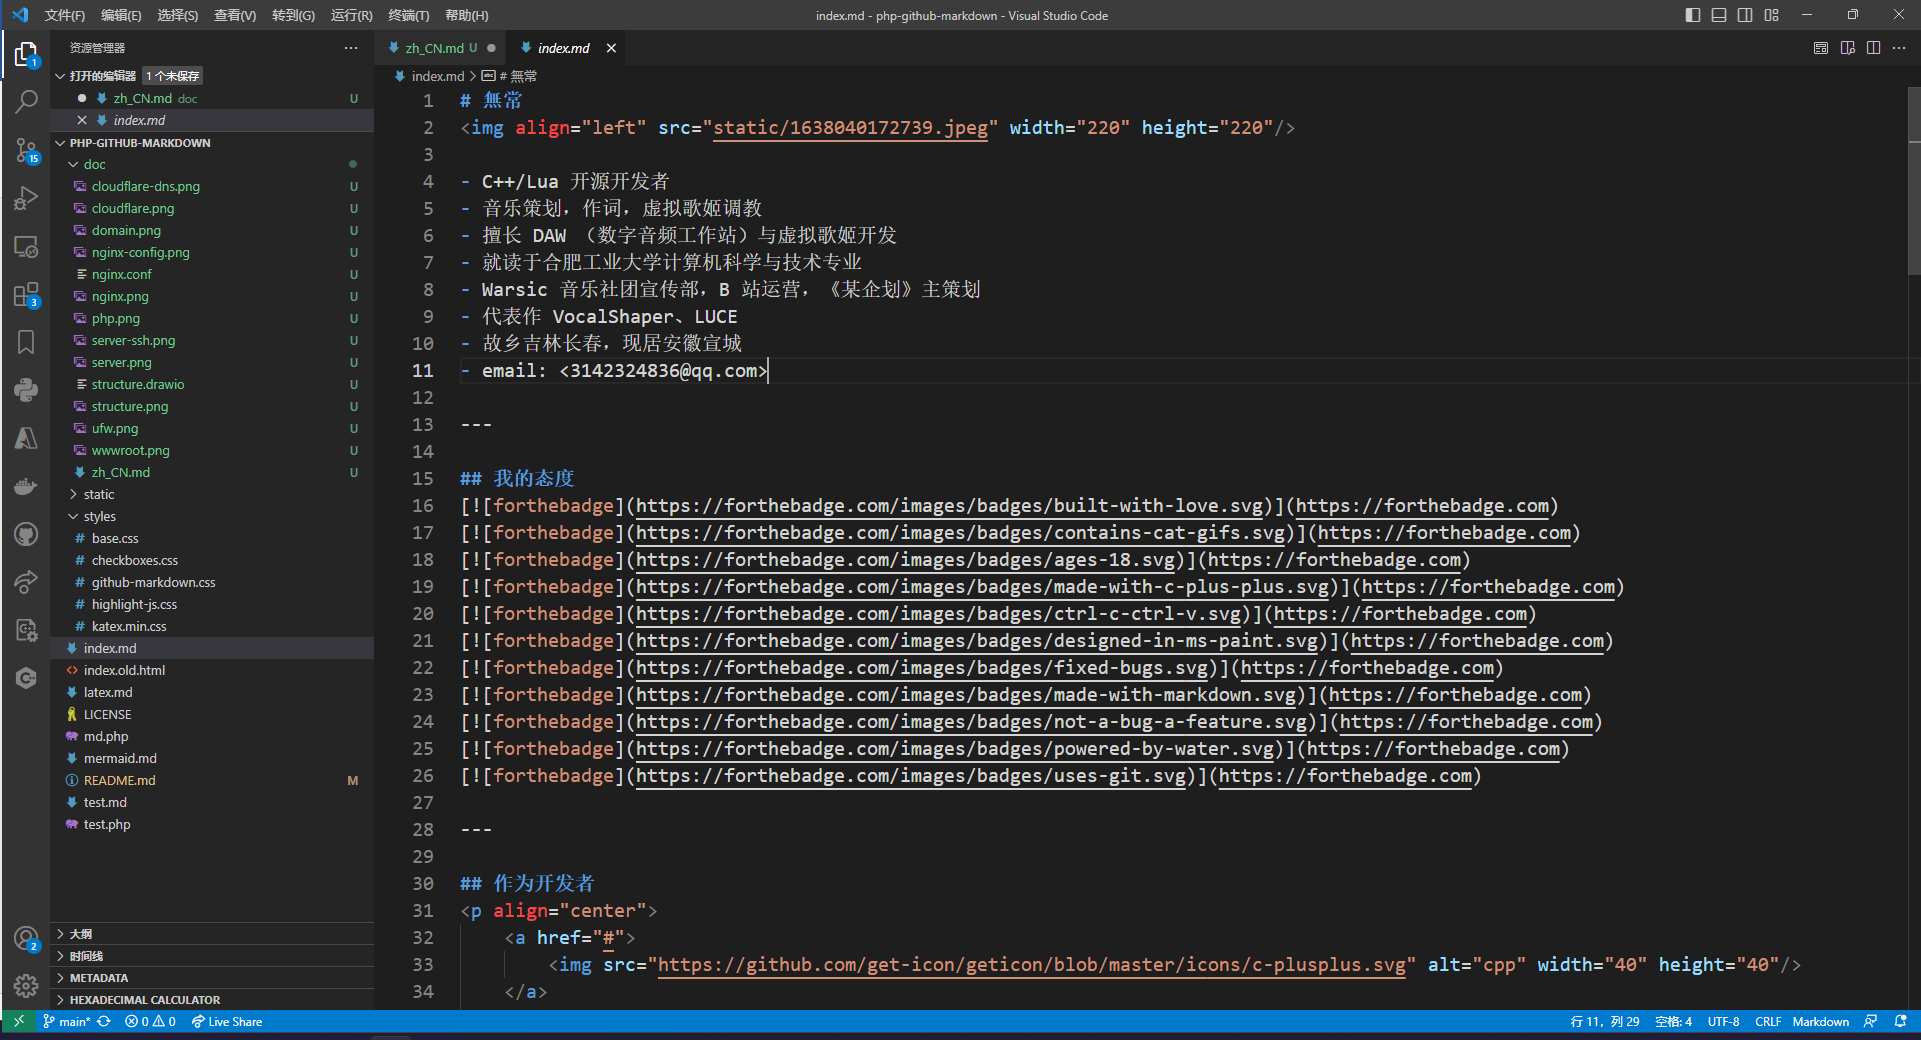 文件(F) 编辑(E) 选择(S) 查看(V) 转到(G) 运行(R) 终端(T) 帮助(H)
index.md - php-github-markdown - Visual Studio Code
资源管理器
打开的编辑器 1 个未保存
zh_CN.md doc U
index.md
PHP-GITHUB-MARKDOWN
doc
cloudflare-dns.png U
cloudflare.png U
domain.png U
nginx-config.png U
nginx.conf U
nginx.png U
php.png U
server-ssh.png U
server.png U
structure.drawio U
structure.png U
ufw.png U
wwwroot.png U
zh_CN.md U
static
styles
# base.css
# checkboxes.css
# github-markdown.css
# highlight-js.css
# katex.min.css
index.md
<> index.old.html
latex.md
LICENSE
md.php
mermaid.md
README.md M
test.md
test.php
大纲
时间线
METADATA
HEXADECIMAL CALCULATOR
1
15
3
2
zh_CN.md U
index.md
index.md > # 無常
1 # 無常
2 <img align="left" src="static/1638040172739.jpeg" width="220" height="220"/>
3
4 - C++/Lua 开源开发者
5 - 音乐策划，作词，虚拟歌姬调教
6 - 擅长 DAW （数字音频工作站）与虚拟歌姬开发
7 - 就读于合肥工业大学计算机科学与技术专业
8 - Warsic 音乐社团宣传部，B 站运营，《某企划》主策划
9 - 代表作 VocalShaper、LUCE
10 - 故乡吉林长春，现居安徽宣城
11 - email: <3142324836@qq.com>
12
13 ---
14
15 ## 我的态度
16 [![forthebadge](https://forthebadge.com/images/badges/built-with-love.svg)](https://forthebadge.com)
17 [![forthebadge](https://forthebadge.com/images/badges/contains-cat-gifs.svg)](https://forthebadge.com)
18 [![forthebadge](https://forthebadge.com/images/badges/ages-18.svg)](https://forthebadge.com)
19 [![forthebadge](https://forthebadge.com/images/badges/made-with-c-plus-plus.svg)](https://forthebadge.com)
20 [![forthebadge](https://forthebadge.com/images/badges/ctrl-c-ctrl-v.svg)](https://forthebadge.com)
21 [![forthebadge](https://forthebadge.com/images/badges/designed-in-ms-paint.svg)](https://forthebadge.com)
22 [![forthebadge](https://forthebadge.com/images/badges/fixed-bugs.svg)](https://forthebadge.com)
23 [![forthebadge](https://forthebadge.com/images/badges/made-with-markdown.svg)](https://forthebadge.com)
24 [![forthebadge](https://forthebadge.com/images/badges/not-a-bug-a-feature.svg)](https://forthebadge.com)
25 [![forthebadge](https://forthebadge.com/images/badges/powered-by-water.svg)](https://forthebadge.com)
26 [![forthebadge](https://forthebadge.com/images/badges/uses-git.svg)](https://forthebadge.com)
27
28 ---
29
30 ## 作为开发者
31 <p align="center">
32 <a href="#">
33 <img src="https://github.com/get-icon/geticon/blob/master/icons/c-plusplus.svg" alt="cpp" width="40" height="40"/>
34 </a>
main* 0 0 Live Share
行 11，列 29 空格: 4 UTF-8 CRLF Markdown